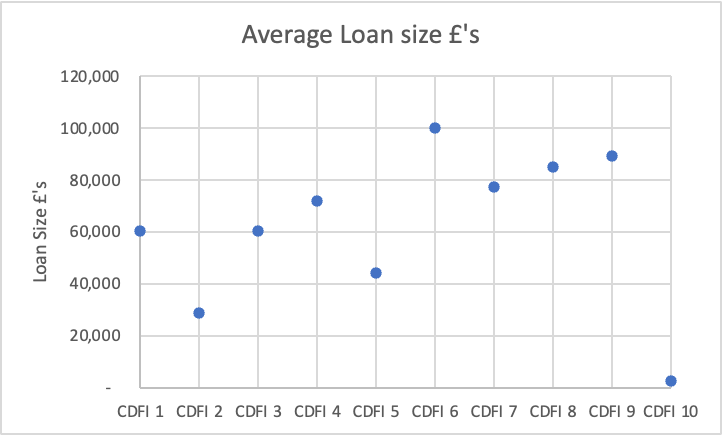 Average Loan size £'s
120,000
100,000
80,000
60,000
40,000
20,000
-
Loan Size £'s
CDFI 1 CDFI 2 CDFI 3 CDFI 4 CDFI 5 CDFI 6 CDFI 7 CDFI 8 CDFI 9 CDFI 10